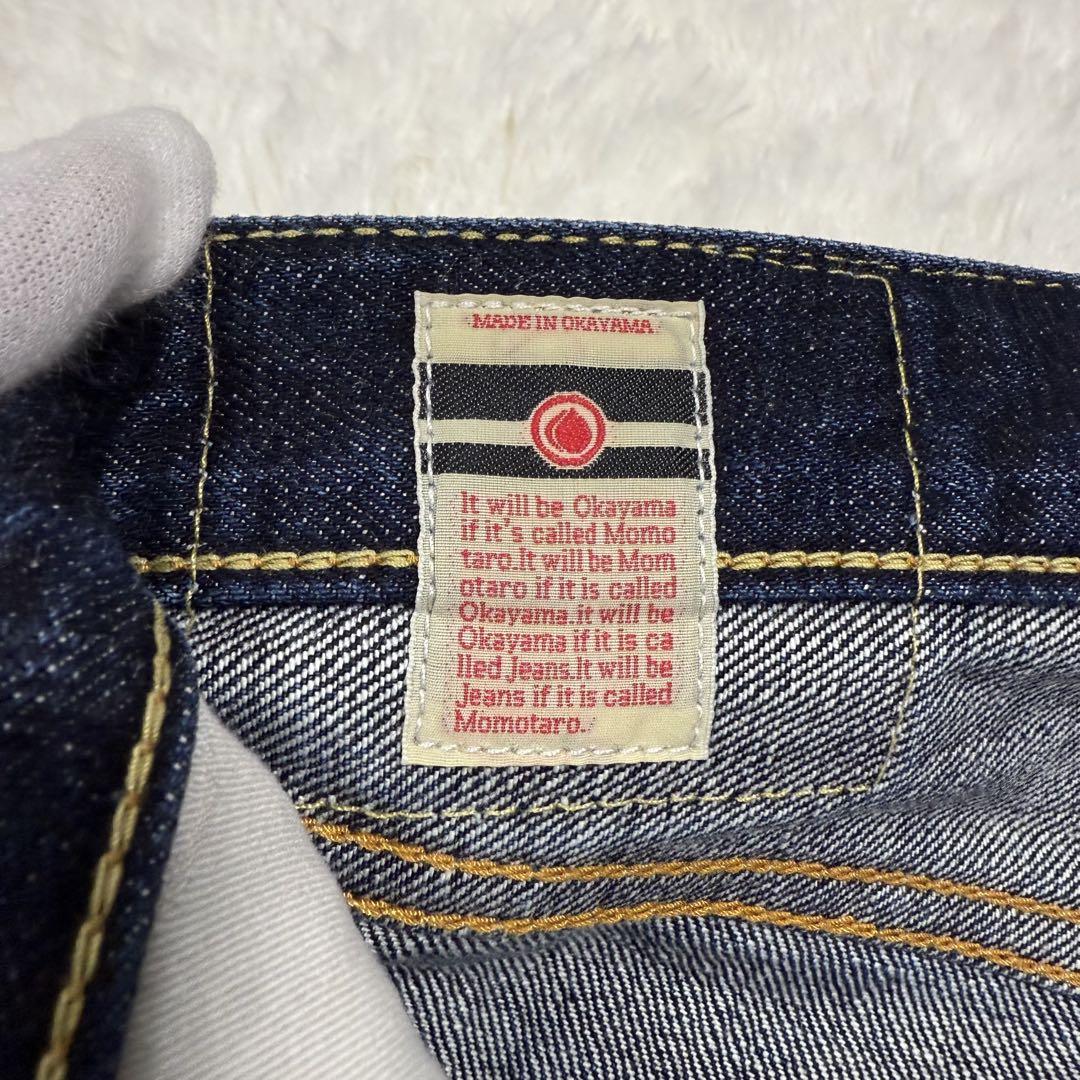 MADE IN OKAYAMA
It will be Okayama
if it's called Momo
taro.It will be Mom
otaro if it is called
Okayama.it will be
Okayama if it is ca
lled Jeans.It will be
Jeans if it is called
Momotaro.